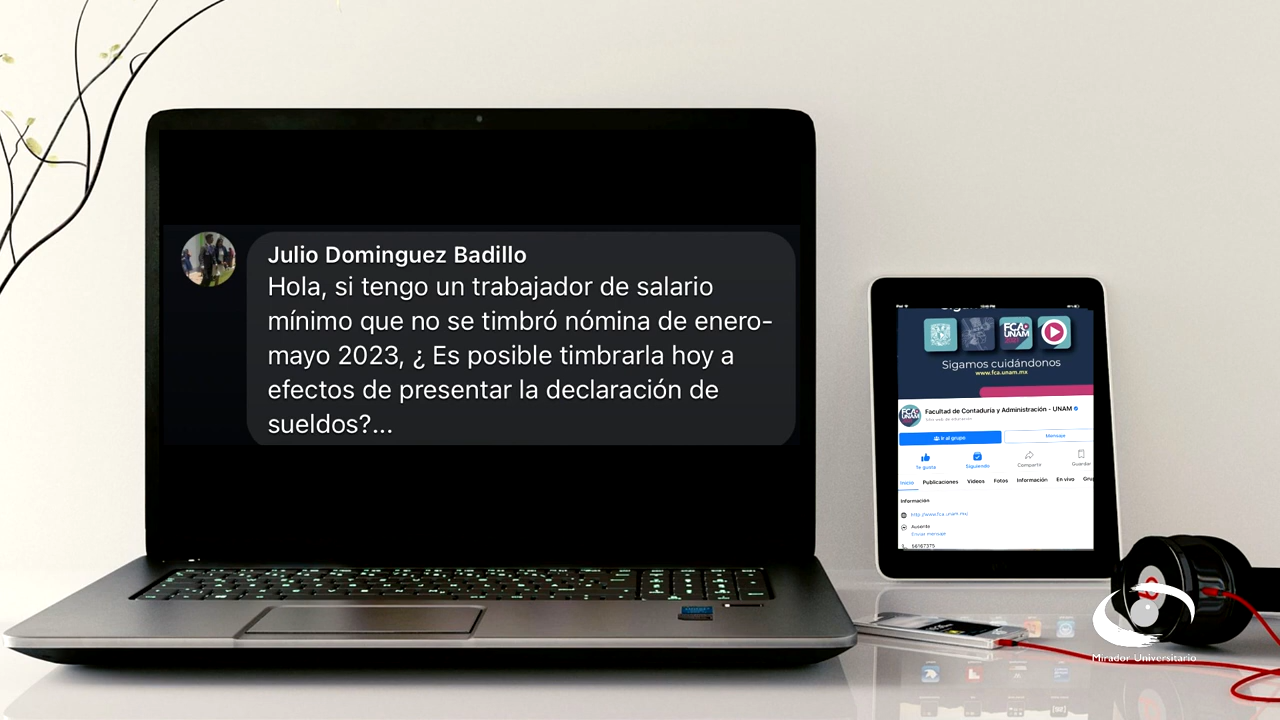 Julio Dominguez Badillo
Hola, si tengo un trabajador de salario
mínimo que no se timbró nómina de enero-
mayo 2023, ¿ Es posible timbrarla hoy a
efectos de presentar la declaración de
sueldos?...
FCA
UNAM
Sigamos cuidándonos
www.fca.unam.mx
Facultad de Contaduría y Administración - UNAM
Ir al grupo
Mensaje
Te gusta
Siguiendo
Compartir
Guardar
Inicio
Publicaciones
Videos
Fotos
Información
En vivo
Gru
Información
http://www.fca.unam.mx/
Ausente
Enviar mensaje
56167375
Mirador Universitario